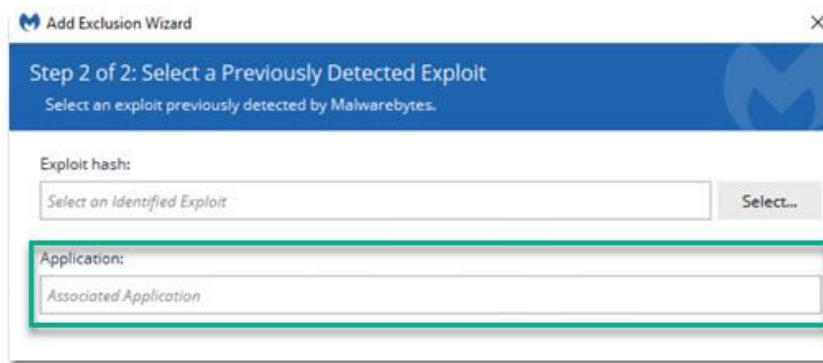 Add Exclusion Wizard
Step 2 of 2: Select a Previously Detected Exploit
Select an exploit previously detected by Malwarebytes.
Exploit hash:
Select an Identified Exploit
Select...
Application:
Associated Application